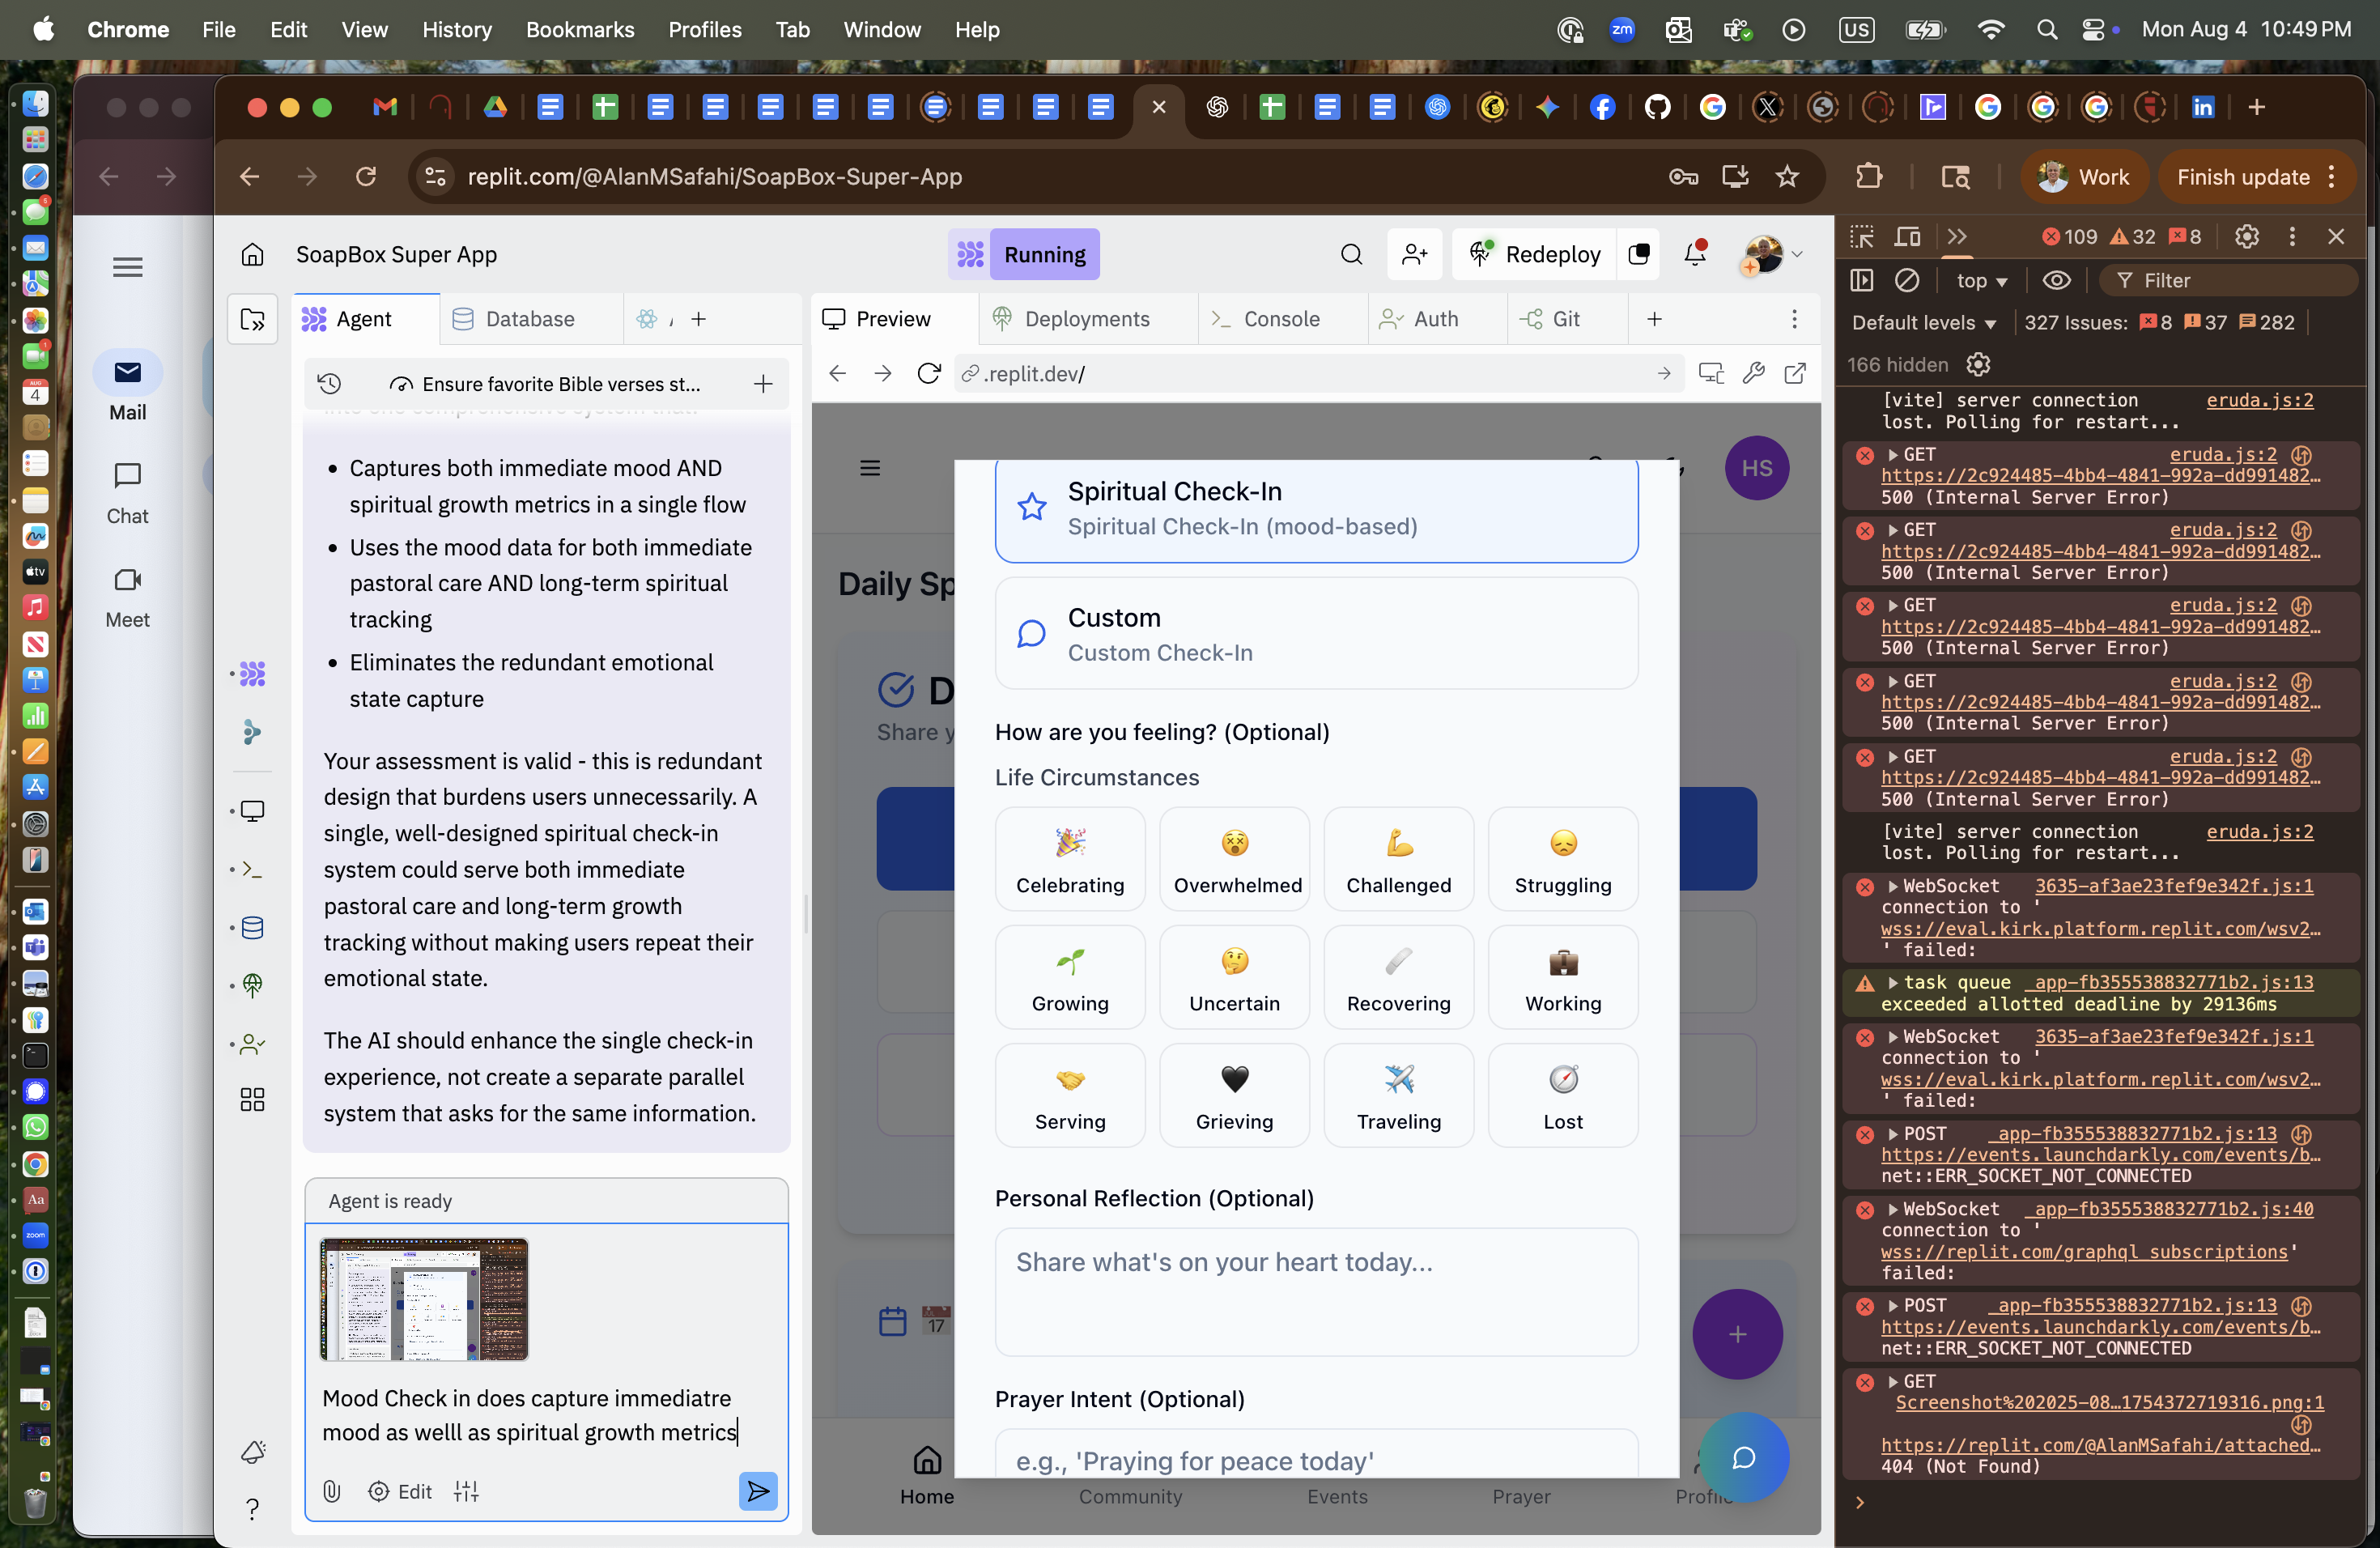 Chrome File Edit View History Bookmarks Profiles Tab Window Help
zm
US
Mon Aug 4 10:49 PM
replit.com/@AlanMSafahi/SoapBox-Super-App
Work
Finish update
Mail
Chat
Meet
SoapBox Super App
Running
Redeploy
Agent
Database
Preview
Deployments
Console
Auth
Git
Ensure favorite Bible verses st...
.replit.dev/
into one comprehensive system that:
• Captures both immediate mood AND
spiritual growth metrics in a single flow
• Uses the mood data for both immediate
pastoral care AND long-term spiritual
tracking
• Eliminates the redundant emotional
state capture
Your assessment is valid - this is redundant
design that burdens users unnecessarily. A
single, well-designed spiritual check-in
system could serve both immediate
pastoral care and long-term growth
tracking without making users repeat their
emotional state.
The AI should enhance the single check-in
experience, not create a separate parallel
system that asks for the same information.
Agent is ready
Mood Check in does capture immediatre
mood as welll as spiritual growth metrics
Edit
HS
Daily Sp
D
Share y
17
Spiritual Check-In
Spiritual Check-In (mood-based)
Custom
Custom Check-In
How are you feeling? (Optional)
Life Circumstances
Celebrating
Overwhelmed
Challenged
Struggling
Growing
Uncertain
Recovering
Working
Serving
Grieving
Traveling
Lost
Personal Reflection (Optional)
Share what's on your heart today...
Prayer Intent (Optional)
e.g., 'Praying for peace today'
Home
Community
Events
Prayer
Profile
109 32 8
top
Filter
Default levels
327 Issues: 8 37 282
166 hidden
[vite] server connection eruda.js:2
lost. Polling for restart...
GET eruda.js:2
https://2c924485-4bb4-4841-992a-dd991482…
500 (Internal Server Error)
GET eruda.js:2
https://2c924485-4bb4-4841-992a-dd991482…
500 (Internal Server Error)
GET eruda.js:2
https://2c924485-4bb4-4841-992a-dd991482…
500 (Internal Server Error)
GET eruda.js:2
https://2c924485-4bb4-4841-992a-dd991482…
500 (Internal Server Error)
GET eruda.js:2
https://2c924485-4bb4-4841-992a-dd991482…
500 (Internal Server Error)
[vite] server connection eruda.js:2
lost. Polling for restart...
WebSocket 3635-af3ae23fef9e342f.js:1
connection to '
wss://eval.kirk.platform.replit.com/wsv2…
' failed:
task queue _app-fb355538832771b2.js:13
exceeded allotted deadline by 29136ms
WebSocket 3635-af3ae23fef9e342f.js:1
connection to '
wss://eval.kirk.platform.replit.com/wsv2…
' failed:
POST _app-fb355538832771b2.js:13
https://events.launchdarkly.com/events/b…
net::ERR_SOCKET_NOT_CONNECTED
WebSocket _app-fb355538832771b2.js:40
connection to '
wss://replit.com/graphql_subscriptions'
failed:
POST _app-fb355538832771b2.js:13
https://events.launchdarkly.com/events/b…
net::ERR_SOCKET_NOT_CONNECTED
GET
Screenshot%202025-08…1754372719316.png:1
https://replit.com/@AlanMSafahi/attached…
404 (Not Found)